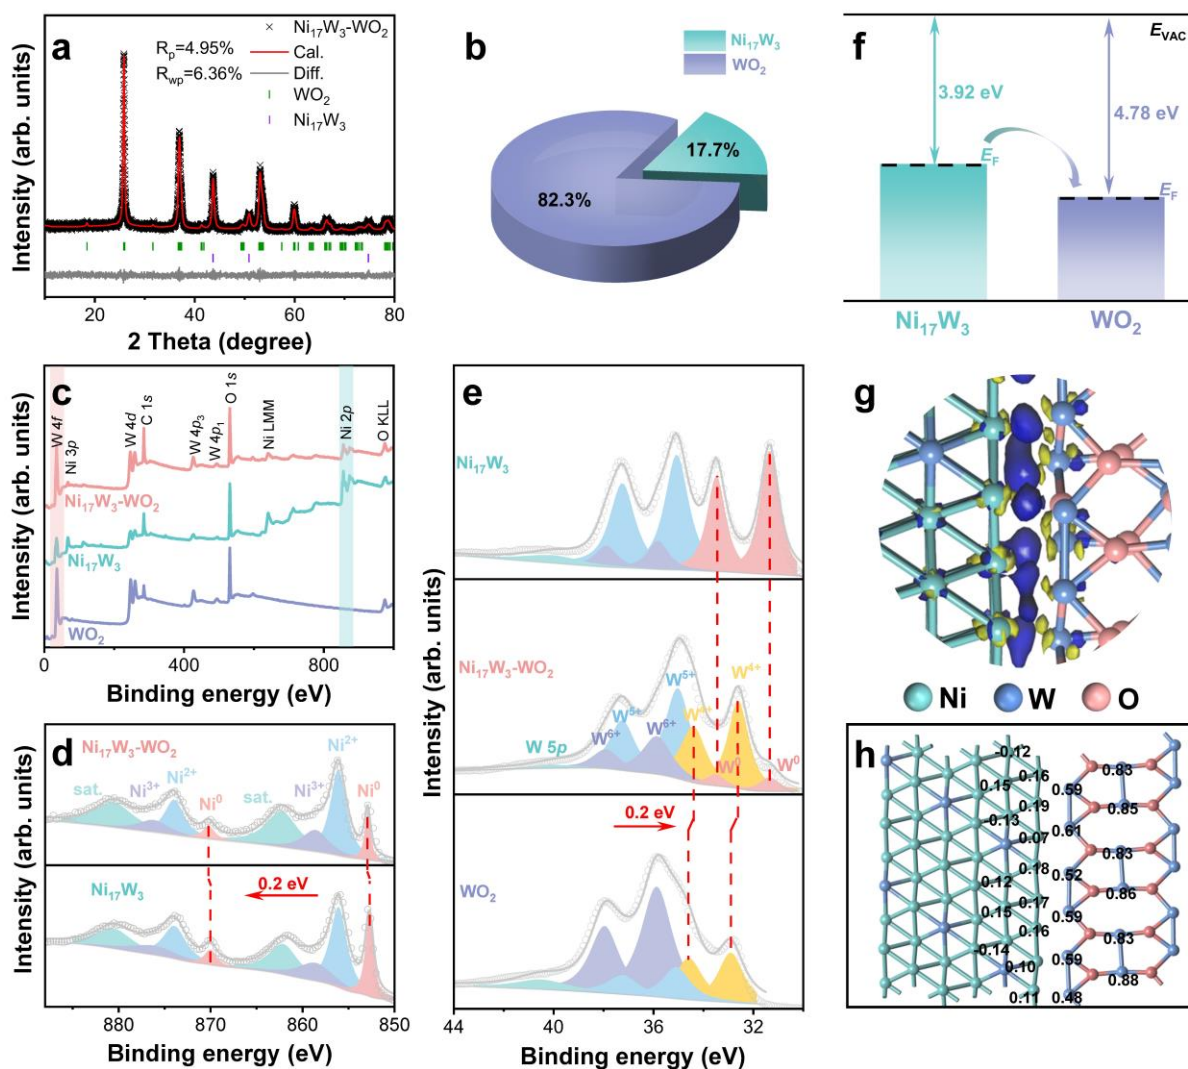 a
Ni₁₇W₃-WO₂
Rₚ=4.95%
Cal.
R_wp=6.36%
Diff.
WO₂
Ni₁₇W₃
Intensity (arb. units)
20 40 60 80
2 Theta (degree)
b
Ni₁₇W₃
WO₂
17.7%
82.3%
f
E_VAC
3.92 eV
4.78 eV
E_F
E_F
Ni₁₇W₃
WO₂
c
W 4f
Ni 3p
W 4d
C 1s
W 4p₃
W 4p₁
O 1s
Ni LMM
Ni 2p
O KLL
Ni₁₇W₃-WO₂
Ni₁₇W₃
WO₂
Intensity (arb. units)
0 400 800
Binding energy (eV)
d
Ni₁₇W₃-WO₂
Ni²⁺
Ni²⁺
sat.
Ni³⁺
Ni⁰
sat.
Ni³⁺
Ni⁰
Ni₁₇W₃
0.2 eV
Intensity (arb. units)
880 870 860 850
Binding energy (eV)
e
Ni₁₇W₃
Ni₁₇W₃-WO₂
W⁵⁺
W⁴⁺
W⁵⁺
W⁴⁺
W⁶⁺
W⁶⁺
W 5p
W⁰
W⁰
0.2 eV
WO₂
Intensity (arb. units)
Intensity (arb. units)
44 40 36 32
Binding energy (eV)
g
Ni W O
h
-0.12
0.16
0.15
0.19
-0.13
0.07
0.18
0.12
0.17
0.15
0.16
-0.14
0.10
0.11
0.59
0.61
0.52
0.59
0.59
0.48
0.83
0.85
0.83
0.86
0.83
0.88